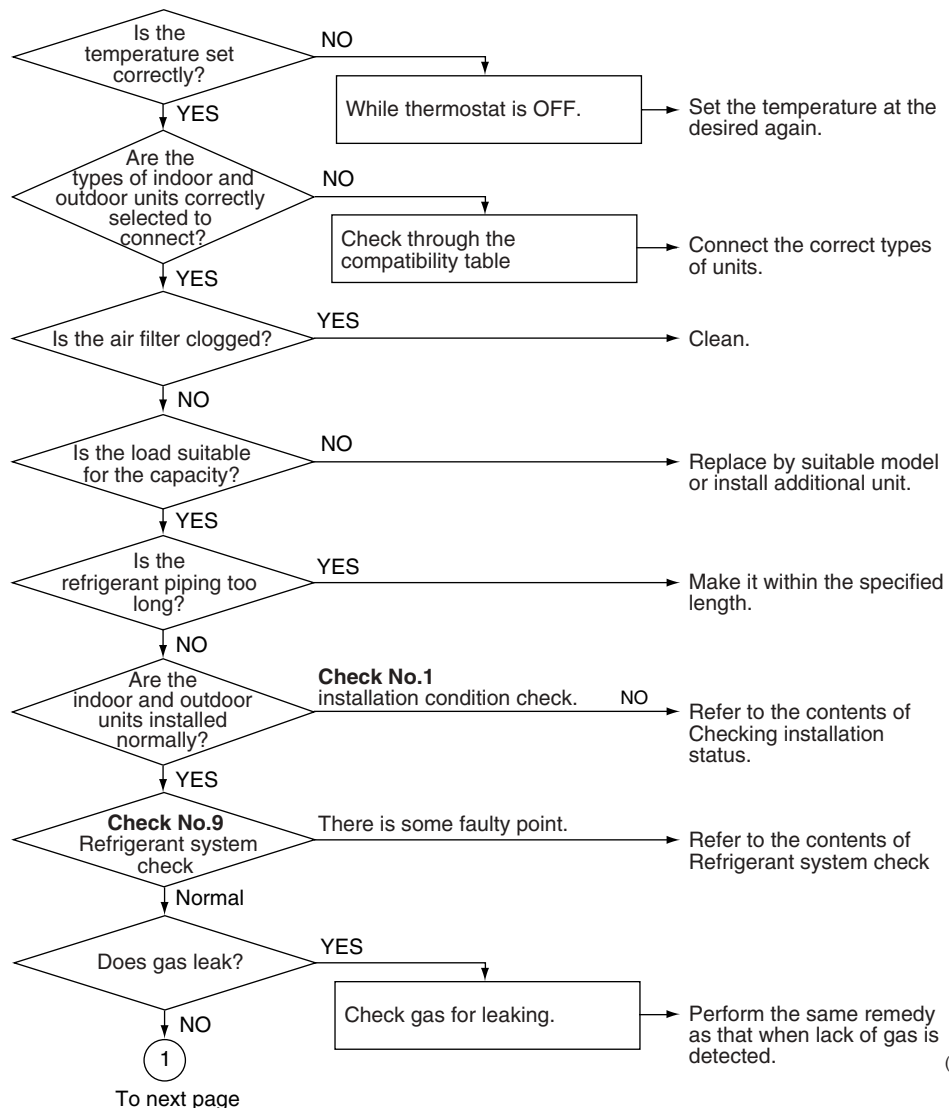 Is the
temperature set
correctly?
NO
While thermostat is OFF.
Set the temperature at the
desired again.
YES
Are the
types of indoor and
outdoor units correctly
selected to
connect?
NO
Check through the
compatibility table
Connect the correct types
of units.
YES
Is the air filter clogged?
YES
Clean.
NO
Is the load suitable
for the capacity?
NO
Replace by suitable model
or install additional unit.
YES
Is the
refrigerant piping too
long?
YES
Make it within the specified
length.
NO
Are the
indoor and outdoor
units installed
normally?
Check No.1
installation condition check.
NO
Refer to the contents of
Checking installation
status.
YES
Check No.9
Refrigerant system
check
There is some faulty point.
Refer to the contents of
Refrigerant system check
Normal
Does gas leak?
YES
Check gas for leaking.
Perform the same remedy
as that when lack of gas is
detected.
(
NO
1
To next page